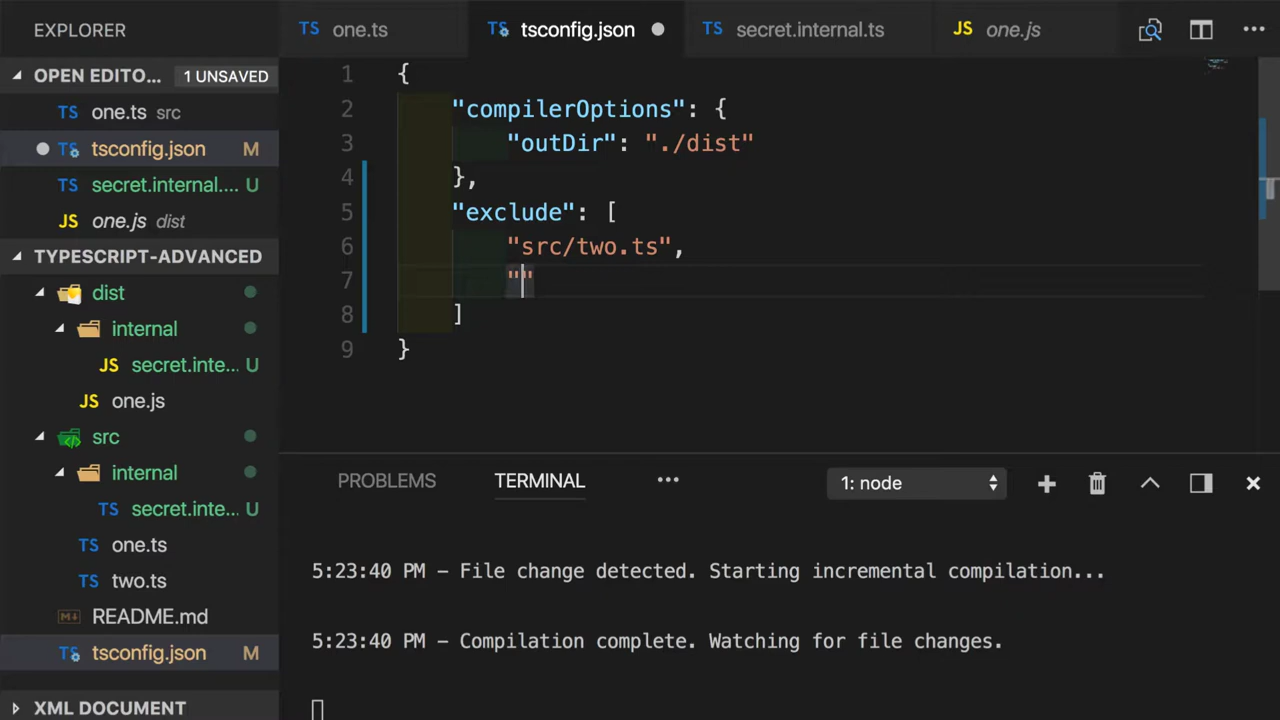 EXPLORER
OPEN EDITO... 1 UNSAVED
TS one.ts src
TS tsconfig.json M
TS secret.internal.... U
JS one.js dist
TYPESCRIPT-ADVANCED
dist
internal
JS secret.inte... U
JS one.js
src
internal
TS secret.inte... U
TS one.ts
TS two.ts
README.md
TS tsconfig.json M
XML DOCUMENT
TS one.ts TS tsconfig.json TS secret.internal.ts JS one.js
1 {
2 "compilerOptions": {
3 "outDir": "./dist"
4 },
5 "exclude": [
6 "src/two.ts",
7 ""
8 ]
9 }
PROBLEMS TERMINAL ••• 1: node
5:23:40 PM – File change detected. Starting incremental compilation...
5:23:40 PM – Compilation complete. Watching for file changes.